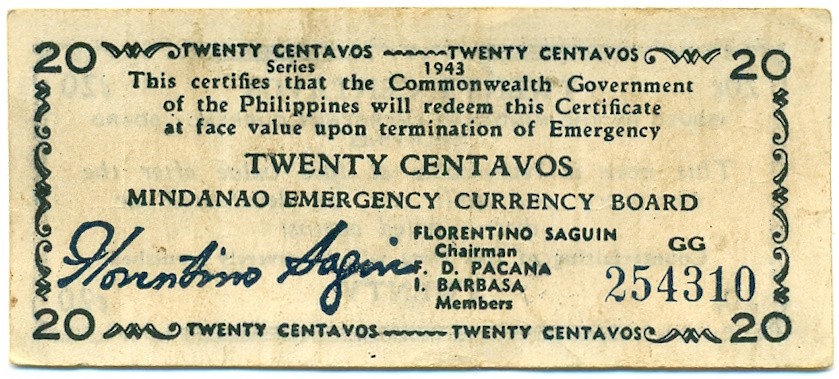 20 TWENTY CENTAVOS TWENTY CENTAVOS 20
Series 1943
This certifies that the Commonwealth Government
of the Philippines will redeem this Certificate
at face value upon termination of Emergency
TWENTY CENTAVOS
MINDANAO EMERGENCY CURRENCY BOARD
Florentino Saguin
FLORENTINO SAGUIN
Chairman
F. D. PACANA
I. BARBASA
Members
GG
254310
20 TWENTY CENTAVOS TWENTY CENTAVOS 20